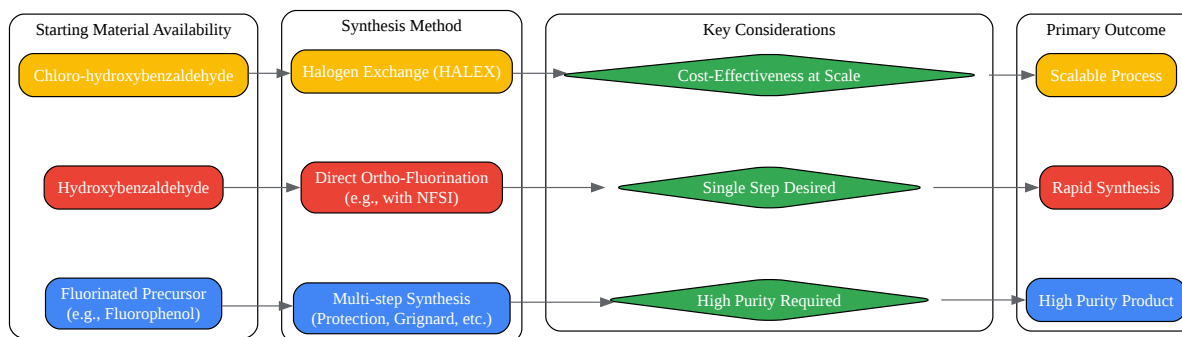 Starting Material Availability
Synthesis Method
Key Considerations
Primary Outcome
Chloro-hydroxybenzaldehyde
Halogen Exchange (HALEX)
Cost-Effectiveness at Scale
Scalable Process
Hydroxybenzaldehyde
Direct Ortho-Fluorination
(e.g., with NFSI)
Single Step Desired
Rapid Synthesis
Fluorinated Precursor
(e.g., Fluorophenol)
Multi-step Synthesis
(Protection, Grignard, etc.)
High Purity Required
High Purity Product